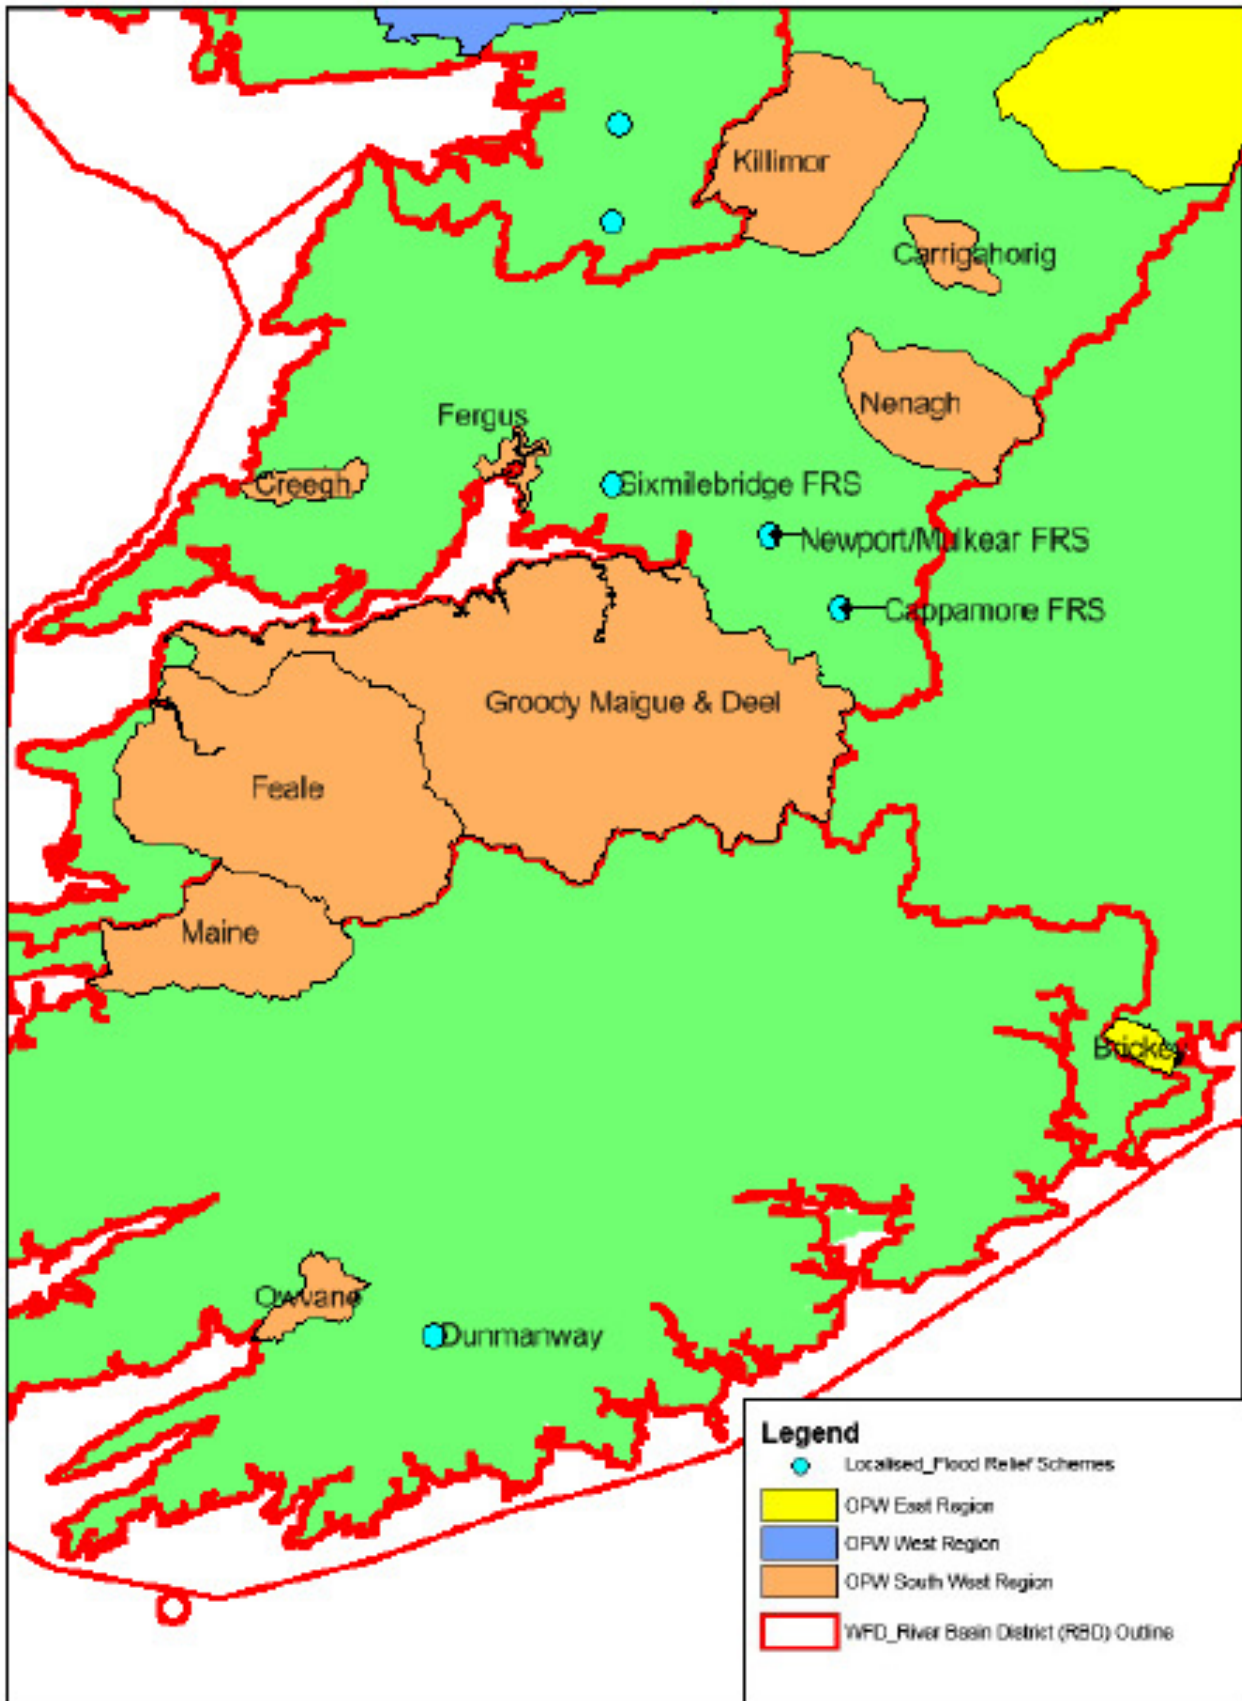 Killimor
Carrigahorig
Nenagh
Fergus
Creegh
Sixmilebridge FRS
Newport/Mulkear FRS
Cappamore FRS
Groody Maigue & Deel
Feale
Maine
Brickey
Owvane
Dunmanway
Legend
Localised_Flood Relief Schemes
OPW East Region
OPW West Region
OPW South West Region
WFD_River Basin District (RBD) Outline